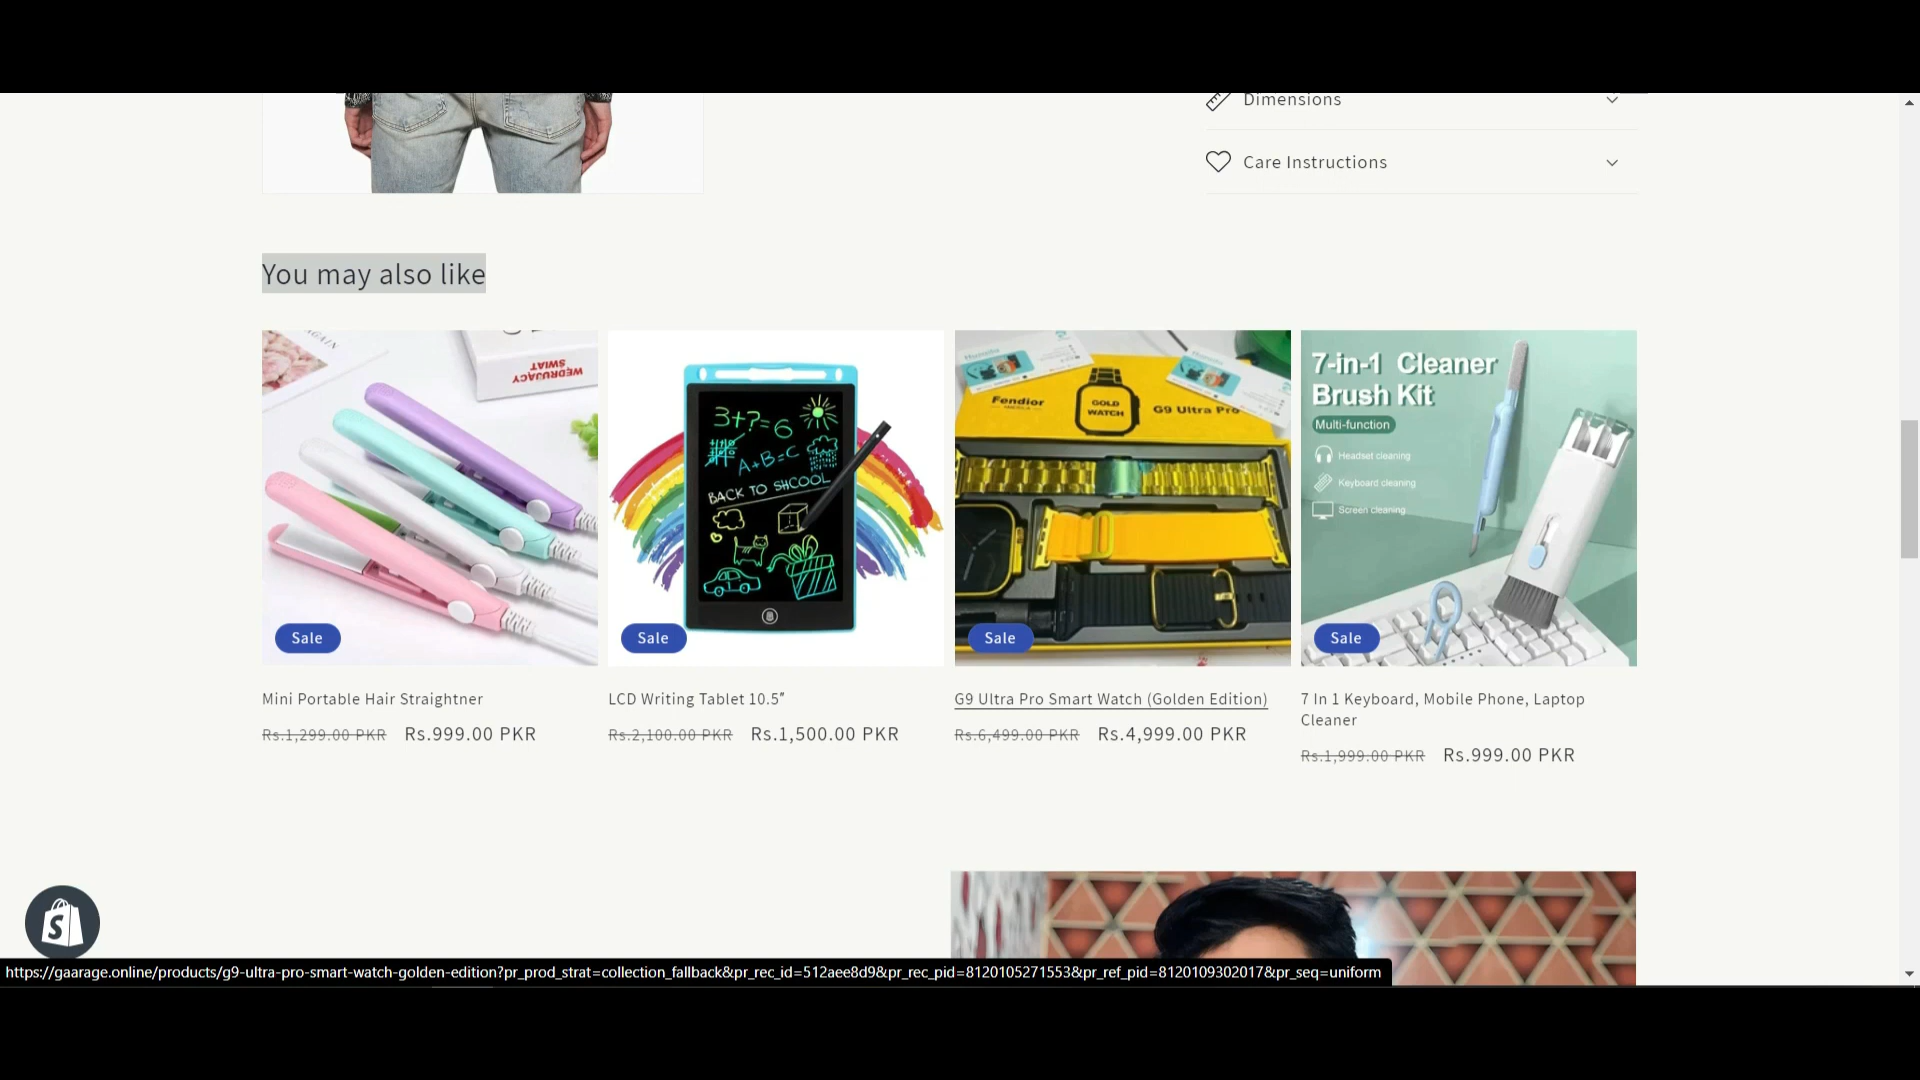 Dimensions
Care Instructions
You may also like
AGAIN
WĘDRUJĄCY
SWIAT
3+?=6
A+B=C
BACK TO SHCOOL
Fendior
GOLD
WATCH
G9 Ultra Pro
7-in-1 Cleaner
Brush Kit
Multi-function
Headset cleaning
Keyboard cleaning
Screen cleaning
Sale
Sale
Sale
Sale
Mini Portable Hair Straightner
LCD Writing Tablet 10.5″
G9 Ultra Pro Smart Watch (Golden Edition)
7 In 1 Keyboard, Mobile Phone, Laptop
Cleaner
Rs.1,299.00 PKR Rs.999.00 PKR
Rs.2,100.00 PKR Rs.1,500.00 PKR
Rs.6,499.00 PKR Rs.4,999.00 PKR
Rs.1,999.00 PKR Rs.999.00 PKR
https://gaarage.online/products/g9-ultra-pro-smart-watch-golden-edition?pr_prod_strat=collection_fallback&pr_rec_id=512aee8d9&pr_rec_pid=8120105271553&pr_ref_pid=8120109302017&pr_seq=uniform